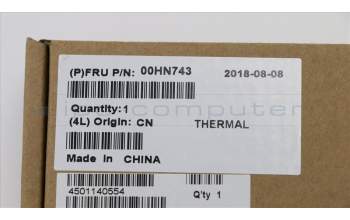 (P)FRU P/N: 00HN743 2018-08-08
Quantity:1
(4L) Origin: CN THERMAL
Made in CHINA
4501140554 Q'ty 1